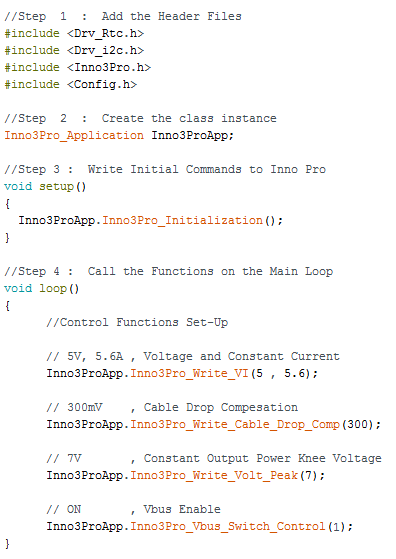 //Step  1  :  Add the Header Files
#include <Drv_Rtc.h>
#include <Drv_i2c.h>
#include <Inno3Pro.h>
#include <Config.h>

//Step  2  :  Create the class instance
Inno3Pro_Application Inno3ProApp;

//Step 3 :  Write Initial Commands to Inno Pro
void setup()
{
  Inno3ProApp.Inno3Pro_Initialization();
}

//Step 4 :  Call the Functions on the Main Loop
void loop()
{
      //Control Functions Set-Up

      // 5V, 5.6A , Voltage and Constant Current
      Inno3ProApp.Inno3Pro_Write_VI(5 , 5.6);

      // 300mV    , Cable Drop Compesation
      Inno3ProApp.Inno3Pro_Write_Cable_Drop_Comp(300);

      // 7V       , Constant Output Power Knee Voltage
      Inno3ProApp.Inno3Pro_Write_Volt_Peak(7);

      // ON       , Vbus Enable
      Inno3ProApp.Inno3Pro_Vbus_Switch_Control(1);
}